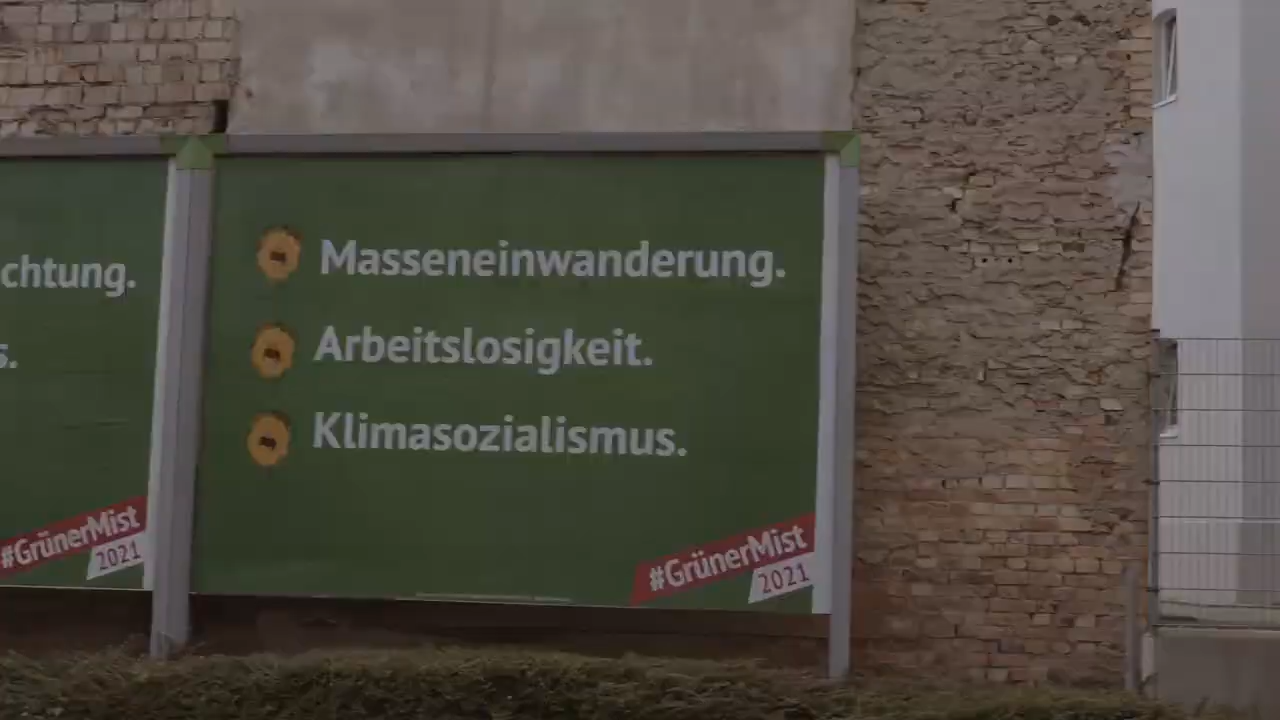 chtung.
s.
#GrünerMist
2021
Masseneinwanderung.
Arbeitslosigkeit.
Klimasozialismus.
#GrünerMist
2021